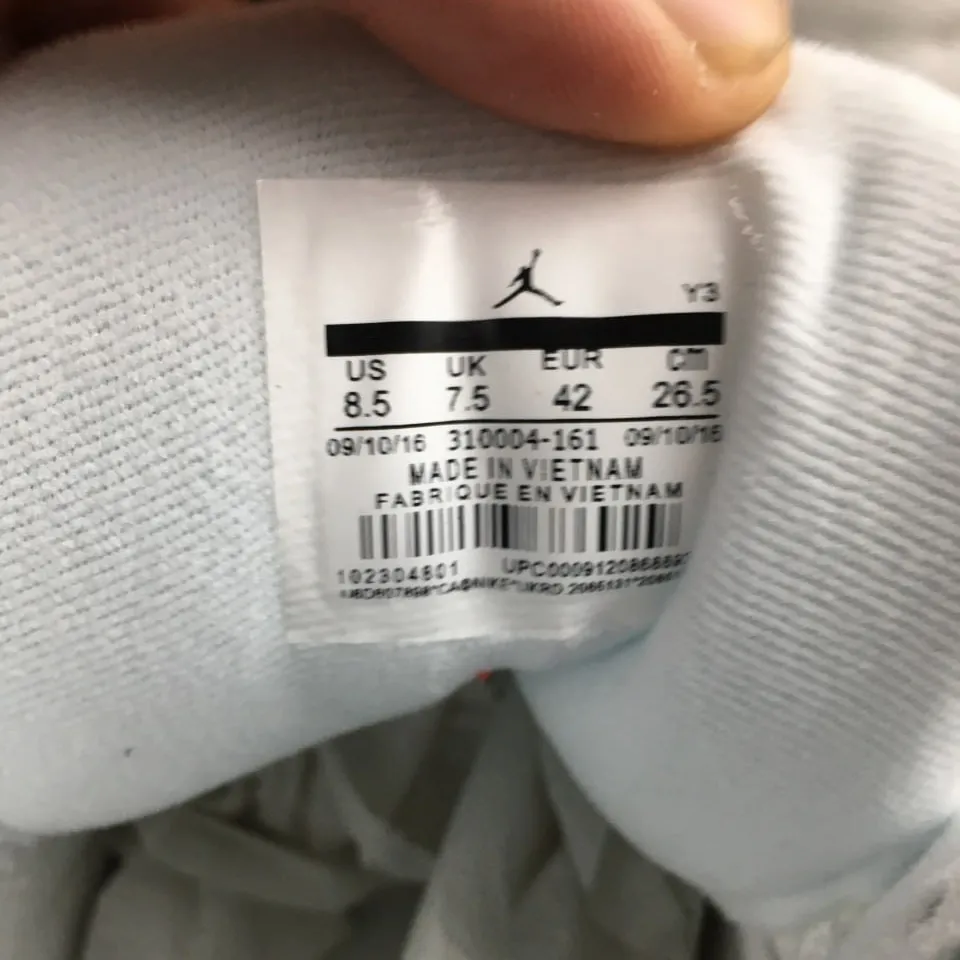 Y3
US UK EUR cm
8.5 7.5 42 26.5
09/10/16 310004-161 09/10/16
MADE IN VIETNAM
FABRIQUE EN VIETNAM
102304801